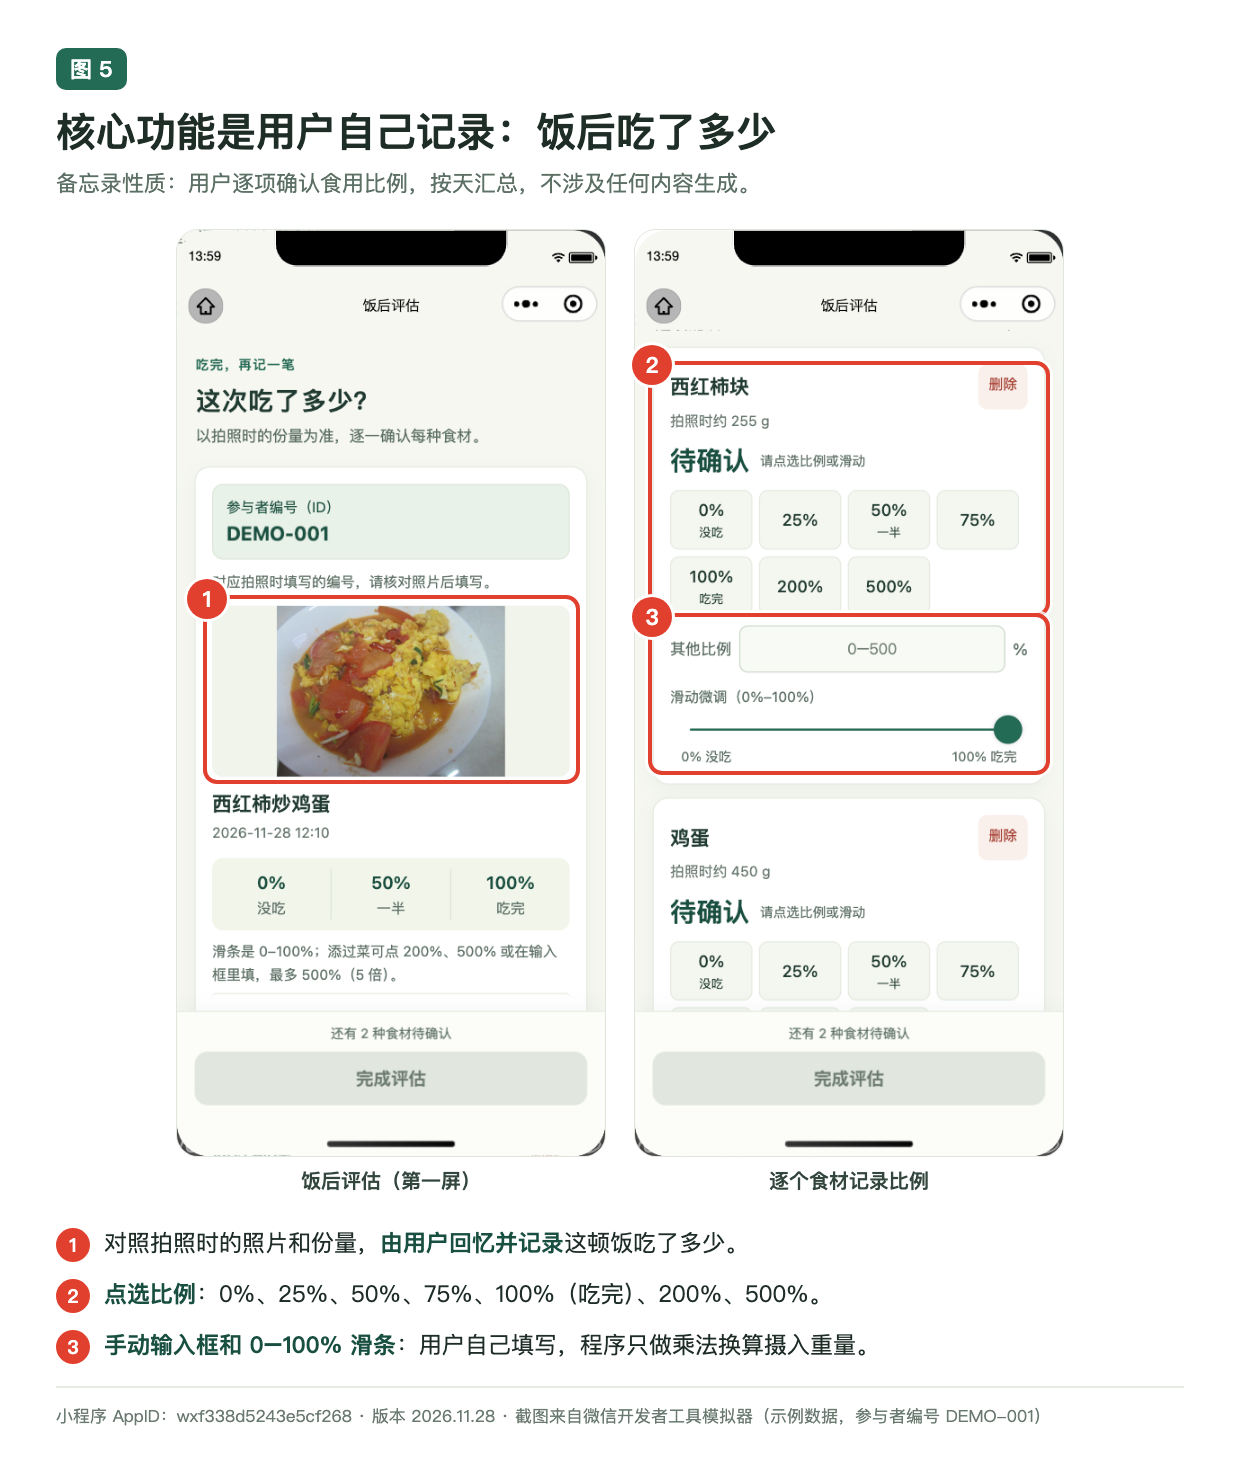 图 5
核心功能是用户自己记录：饭后吃了多少
备忘录性质：用户逐项确认食用比例，按天汇总，不涉及任何内容生成。
13:59
饭后评估
吃完，再记一笔
这次吃了多少?
以拍照时的份量为准，逐一确认每种食材。
参与者编号（ID）
DEMO-001
对应拍照时填写的编号，请核对照片后填写。
1
西红柿炒鸡蛋
2026-11-28 12:10
0% 50% 100%
没吃 一半 吃完
滑条是 0–100%；添过菜可点 200%、500% 或在输入
框里填，最多 500%（5 倍）。
还有 2 种食材待确认
完成评估
饭后评估（第一屏）
13:59
饭后评估
2
西红柿块 删除
拍照时约 255 g
待确认 请点选比例或滑动
0% 25% 50% 75%
没吃 一半
100% 200% 500%
吃完
3
其他比例 0—500 %
滑动微调（0%–100%）
0% 没吃 100% 吃完
鸡蛋 删除
拍照时约 450 g
待确认 请点选比例或滑动
0% 25% 50% 75%
没吃 一半
还有 2 种食材待确认
完成评估
逐个食材记录比例
1 对照拍照时的照片和份量，由用户回忆并记录这顿饭吃了多少。
2 点选比例：0%、25%、50%、75%、100%（吃完）、200%、500%。
3 手动输入框和 0—100% 滑条：用户自己填写，程序只做乘法换算摄入重量。
小程序 AppID：wxf338d5243e5cf268 · 版本 2026.11.28 · 截图来自微信开发者工具模拟器（示例数据，参与者编号 DEMO-001）